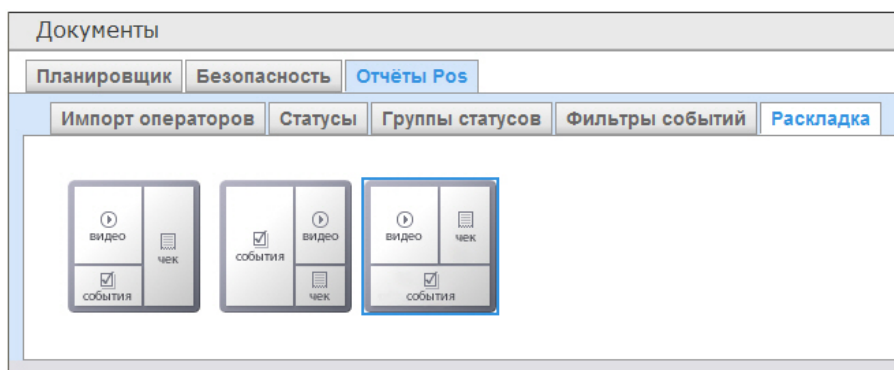 Документы
Планировщик Безопасность Отчёты Pos
Импорт операторов Статусы Группы статусов Фильтры событий Раскладка
видео
чек
события
события
видео
чек
видео
чек
события